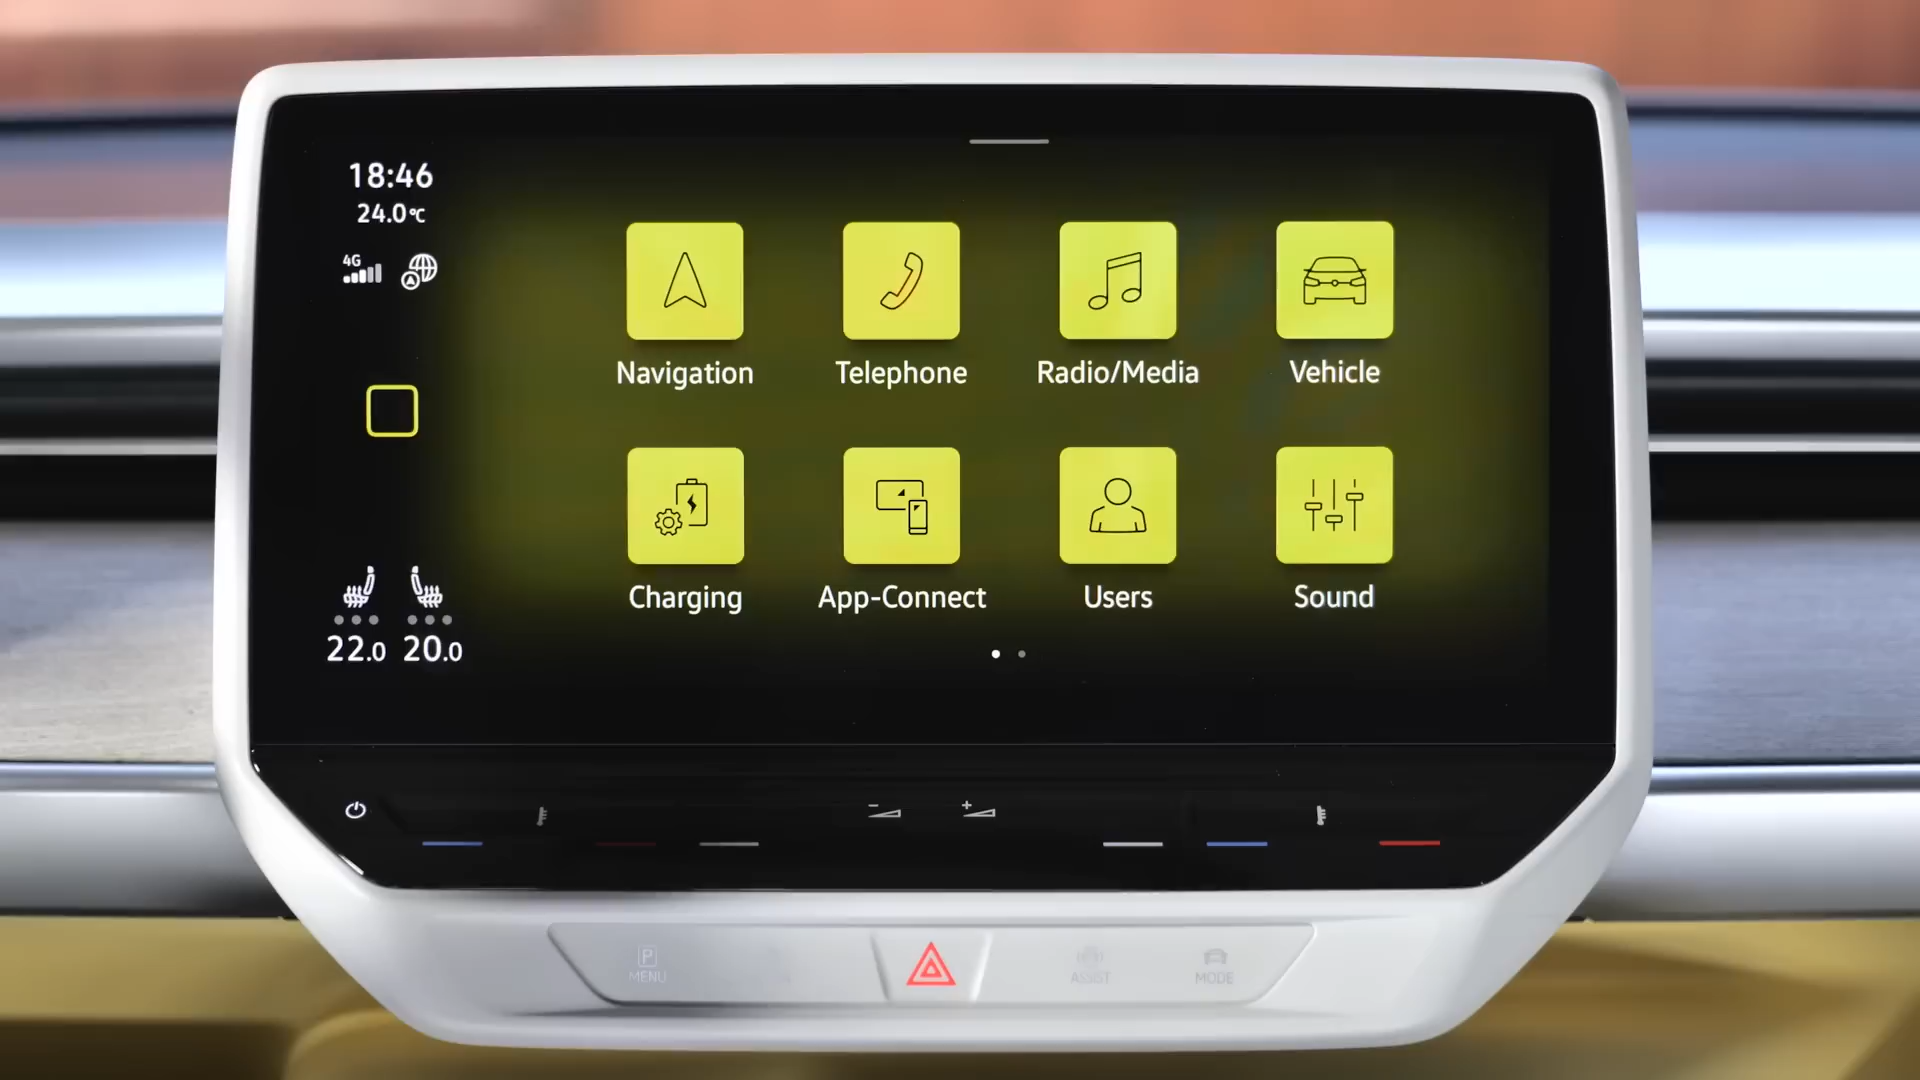 18:46
24.0°C
4G
A
Navigation
Telephone
Radio/Media
Vehicle
Charging
App-Connect
Users
Sound
22.0 20.0
P
MENU
ASSIST
MODE